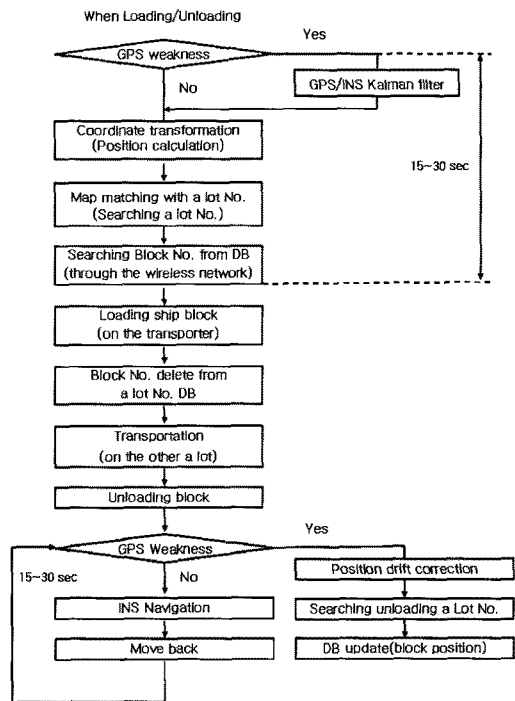 When Loading/Unloading
Yes
GPS weakness
No
GPS/INS Kalman filter
Coordinate transformation
(Position calculation)
15~30 sec
Map matching with a lot No.
(Searching a lot No.)
Searching Block No. from DB
(through the wireless network)
Loading ship block
(on the transporter)
Block No. delete from
a lot No. DB
Transportation
(on the other a lot)
Unloading block
Yes
GPS Weakness
15~30 sec
No
Position drift correction
INS Navigation
Searching unloading a Lot No.
Move back
DB update(block position)